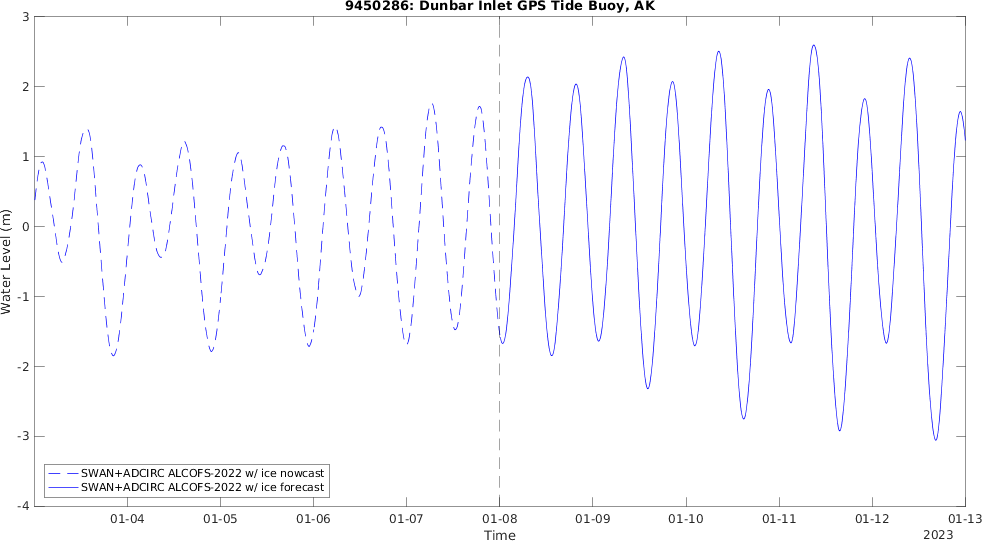 9450286: Dunbar Inlet GPS Tide Buoy, AK
3
2
1
0
-1
-2
-3
-4
Water Level (m)
SWAN+ADCIRC ALCOFS-2022 w/ ice nowcast
SWAN+ADCIRC ALCOFS-2022 w/ ice forecast
01-04 01-05 01-06 01-07 01-08 01-09 01-10 01-11 01-12 01-13
Time
2023